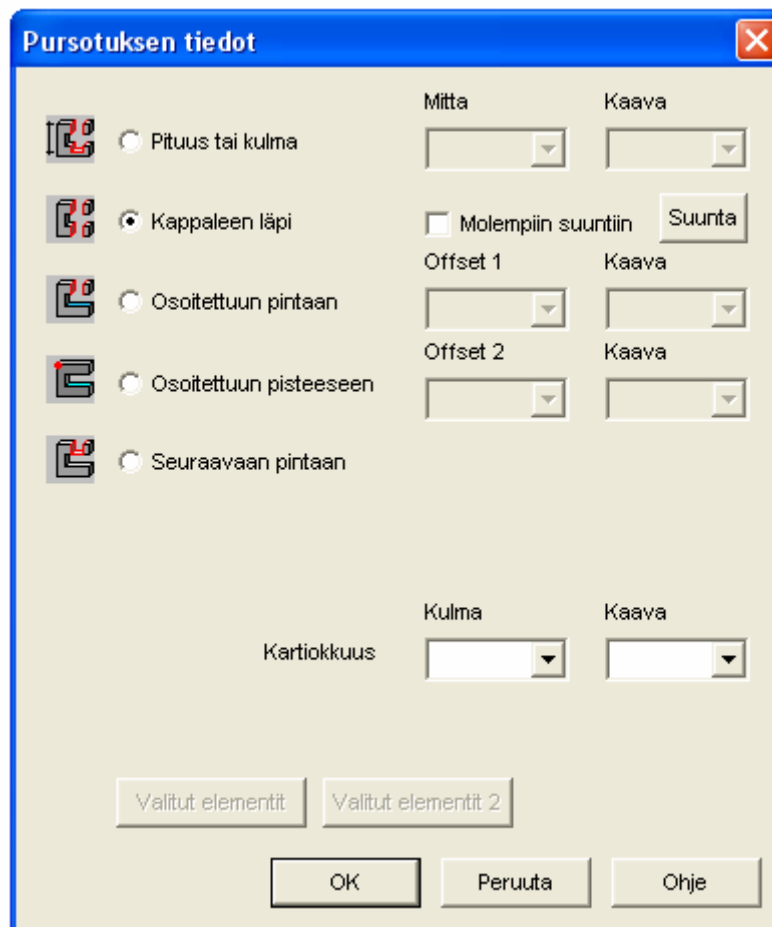 Pursotuksen tiedot
Mitta Kaava
Pituus tai kulma
Kappaleen läpi Molempiin suuntiin Suunta
Offset 1 Kaava
Osoitettuun pintaan
Offset 2 Kaava
Osoitettuun pisteeseen
Seuraavaan pintaan
Kulma Kaava
Kartiokkuus
Valitut elementit Valitut elementit 2
OK Peruuta Ohje